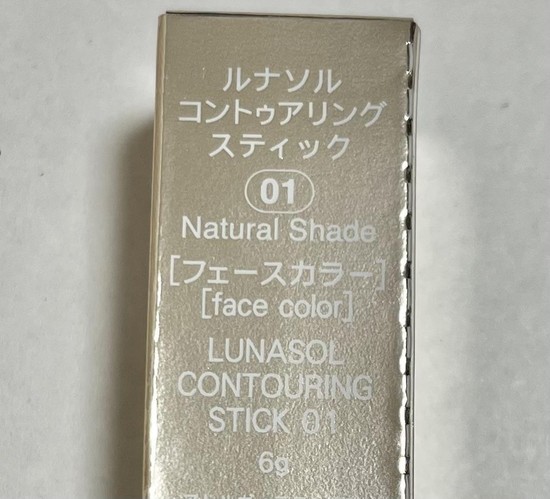 ルナソル
コントゥアリング
スティック
01
Natural Shade
[フェースカラー]
[face color]
LUNASOL
CONTOURING
STICK 01
6g